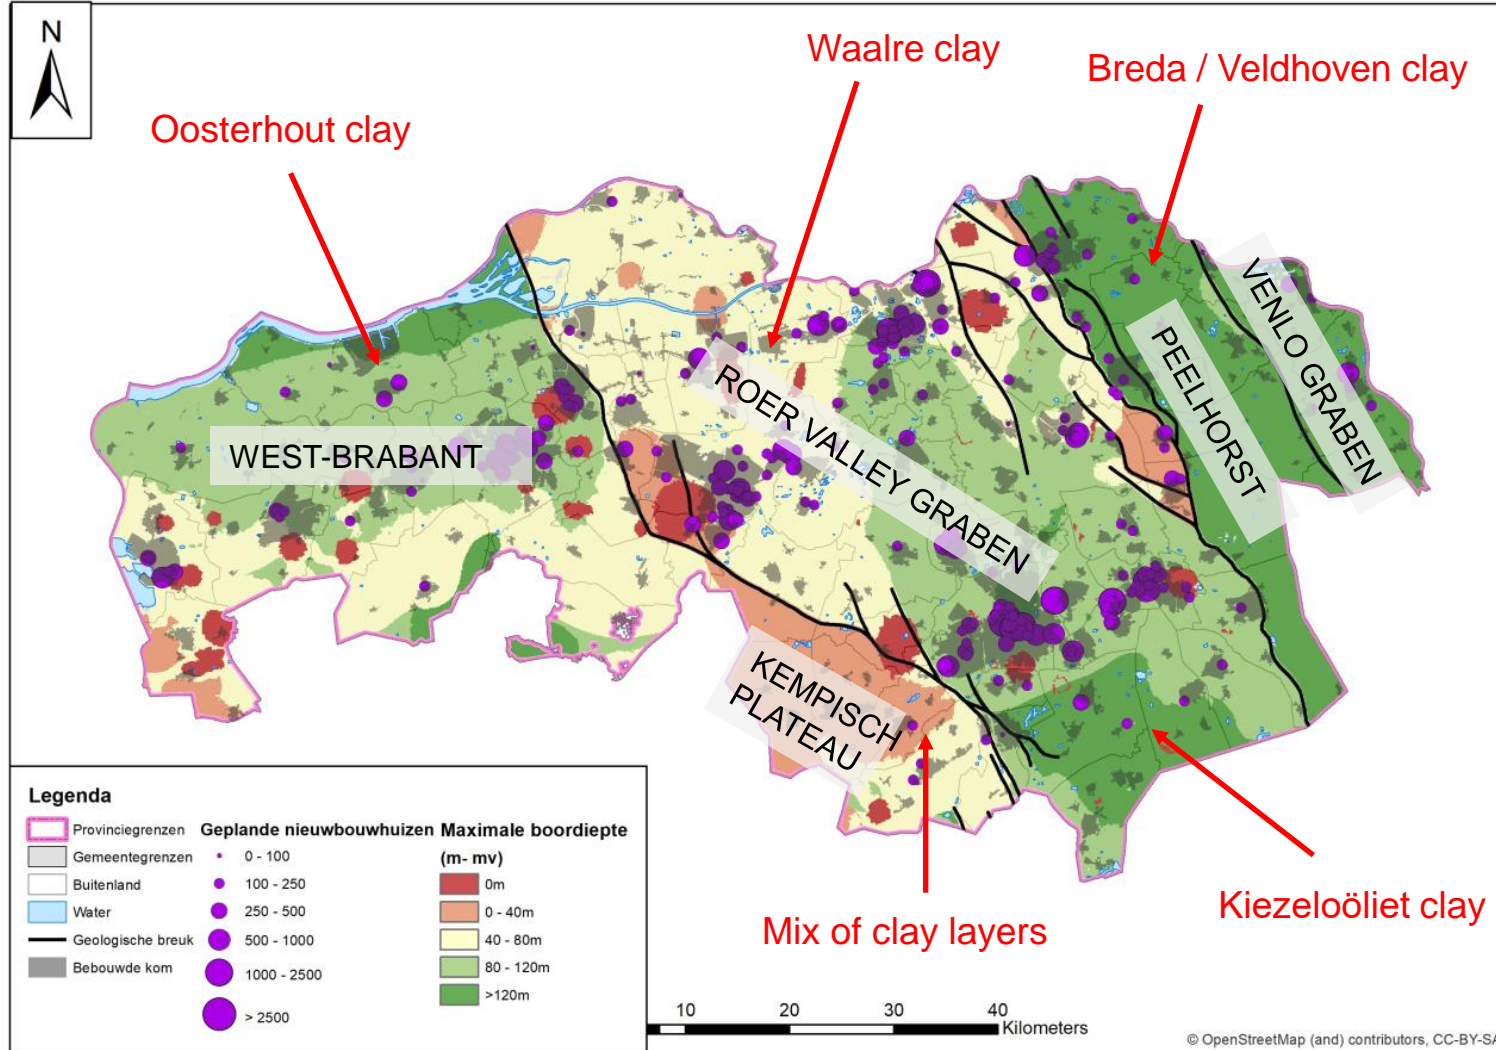 N
Waalre clay
Breda / Veldhoven clay
Oosterhout clay
VENLO GRABEN
PEELHORST
ROER VALLEY GRABEN
WEST-BRABANT
KEMPISCH
PLATEAU
Kiezeloöliet clay
Mix of clay layers
Legenda
Provinciegrenzen
Gemeentegrenzen
Buitenland
Water
Geologische breuk
Bebouwde kom
Geplande nieuwbouwhuizen
0 - 100
100 - 250
250 - 500
500 - 1000
1000 - 2500
> 2500
Maximale boordiepte
(m- mv)
0m
0 - 40m
40 - 80m
80 - 120m
>120m
10 20 30 40
Kilometers
© OpenStreetMap (and) contributors, CC-BY-SA